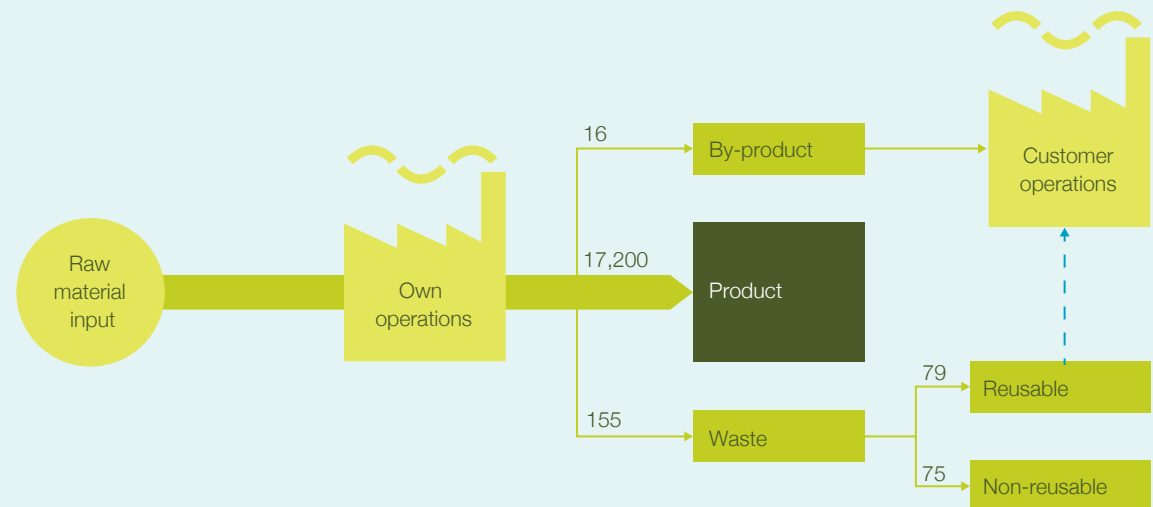 Raw
material
input
Own
operations
16
By-product
Customer
operations
17,200
Product
155
Waste
79
Reusable
75
Non-reusable